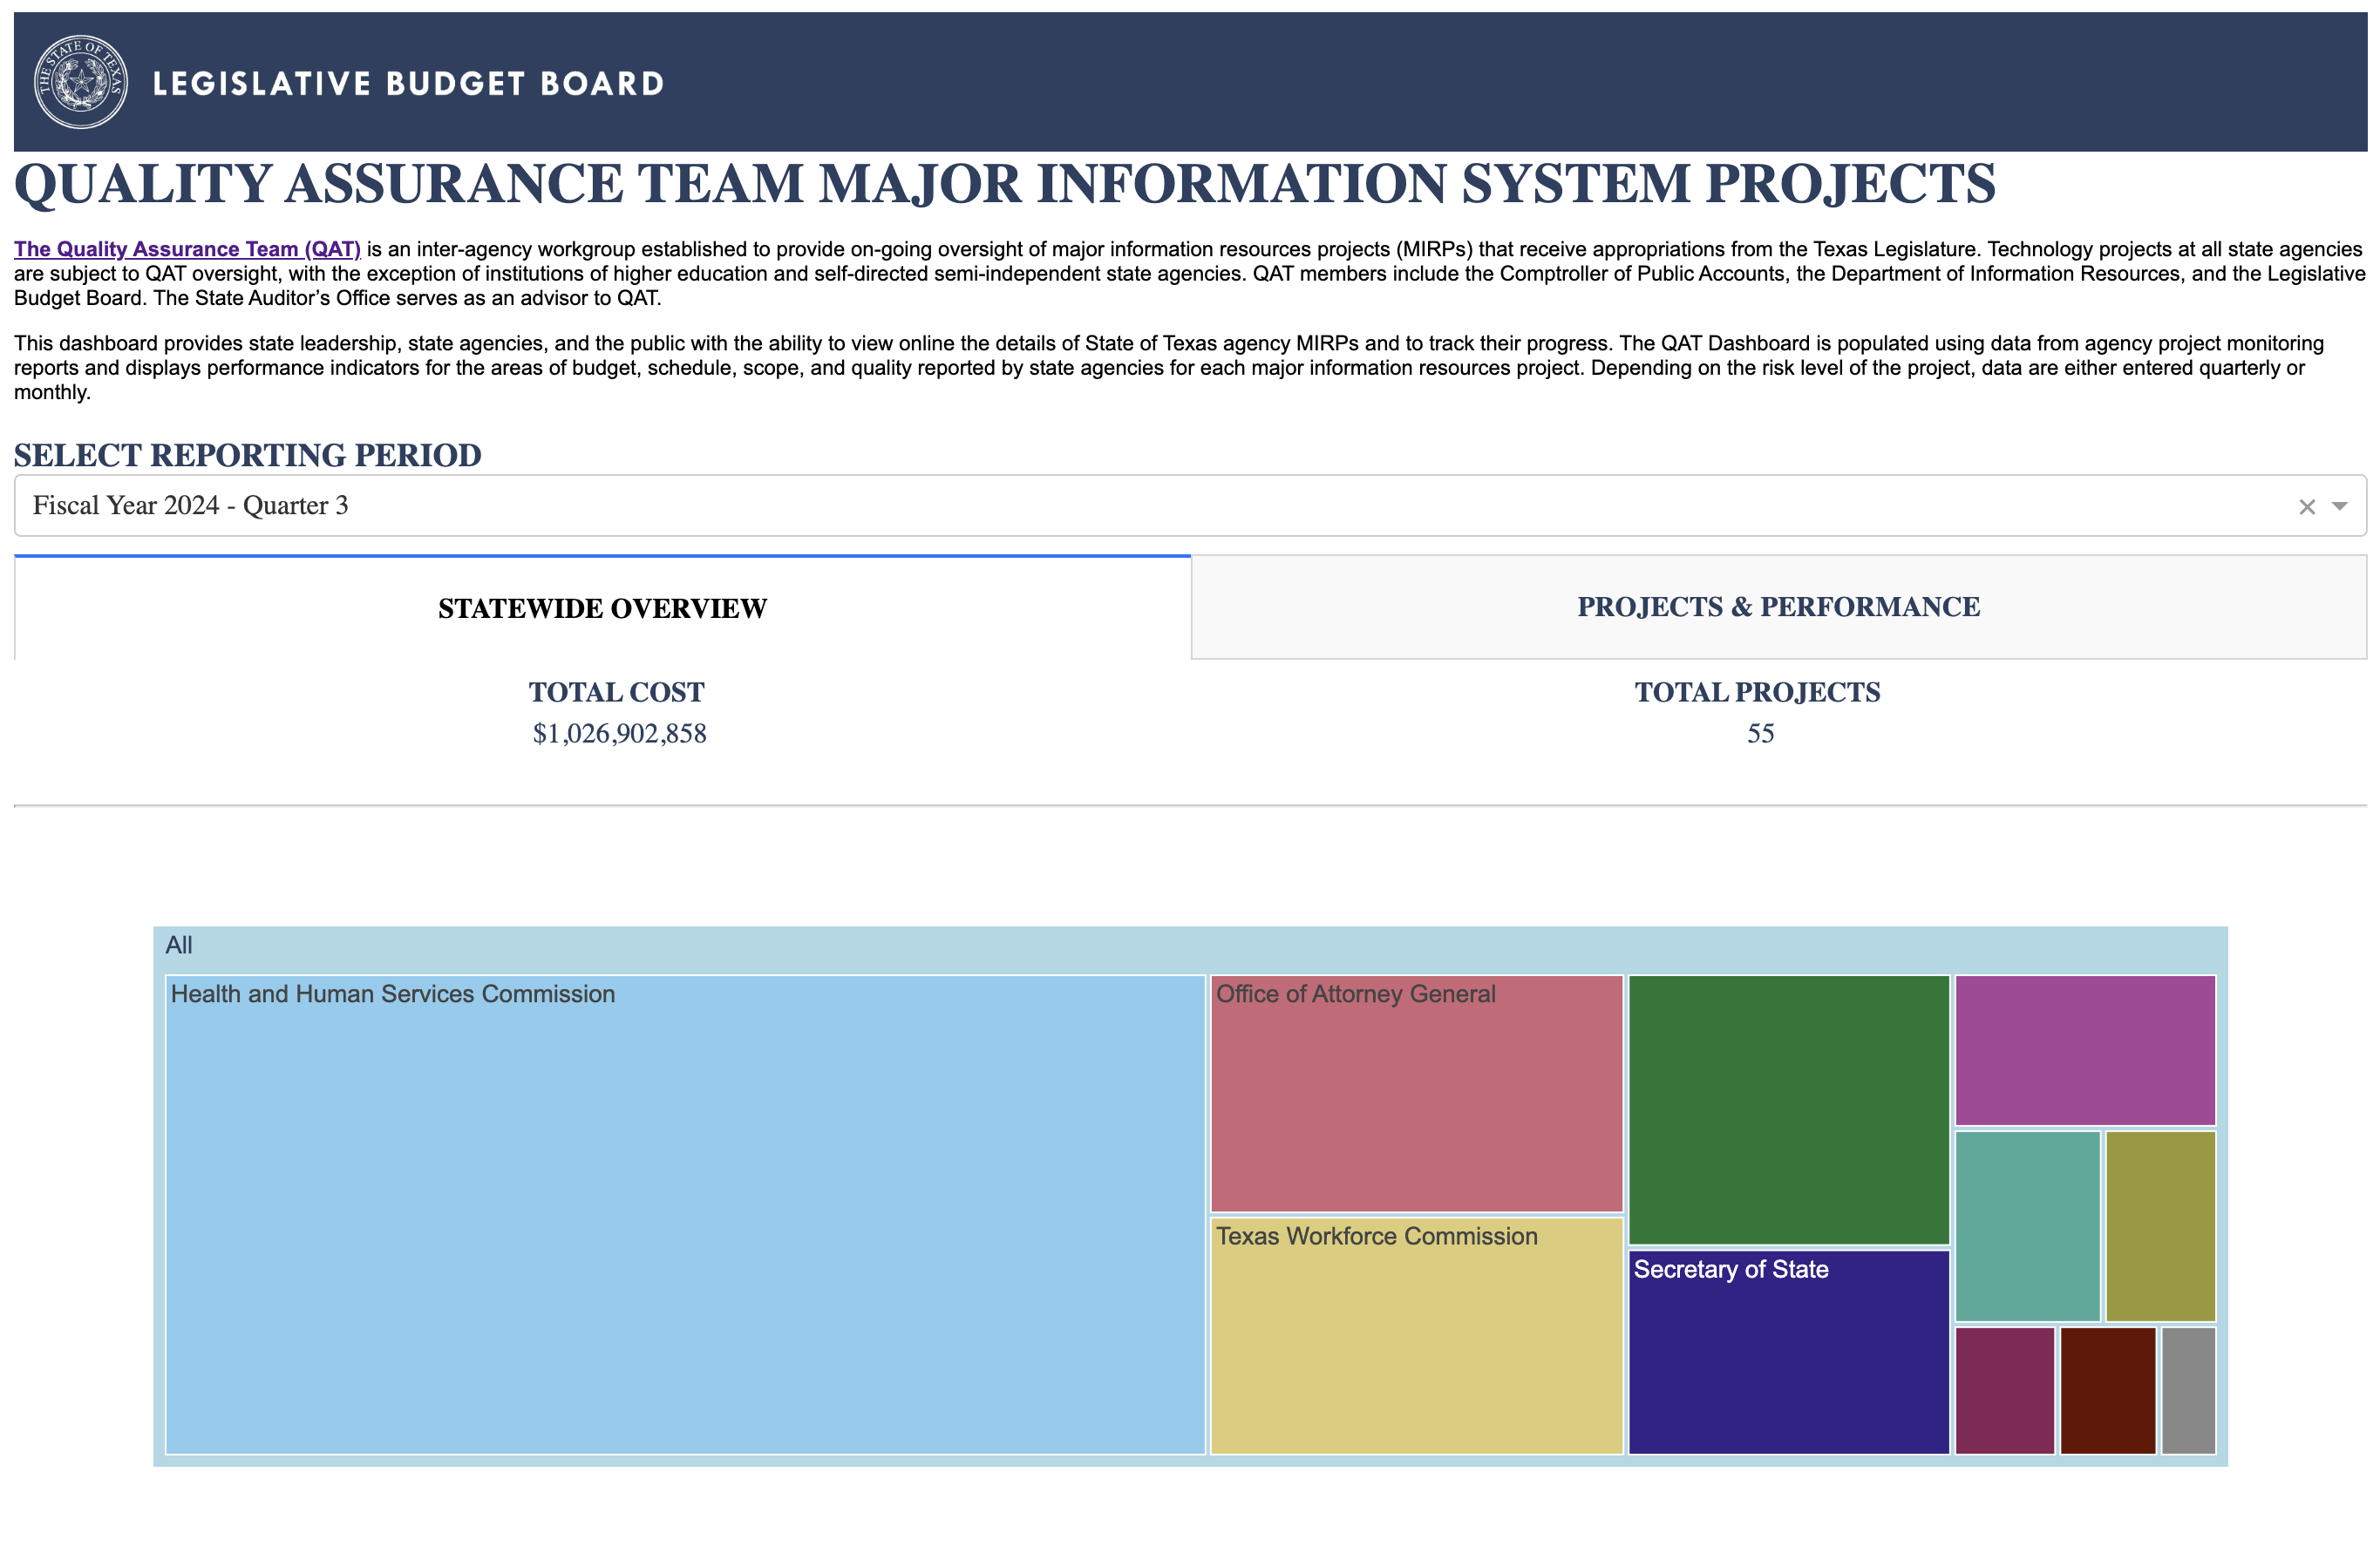 THE STATE OF TEXAS
LEGISLATIVE BUDGET BOARD
QUALITY ASSURANCE TEAM MAJOR INFORMATION SYSTEM PROJECTS
The Quality Assurance Team (QAT) is an inter-agency workgroup established to provide on-going oversight of major information resources projects (MIRPs) that receive appropriations from the Texas Legislature. Technology projects at all state agencies
are subject to QAT oversight, with the exception of institutions of higher education and self-directed semi-independent state agencies. QAT members include the Comptroller of Public Accounts, the Department of Information Resources, and the Legislative
Budget Board. The State Auditor’s Office serves as an advisor to QAT.
This dashboard provides state leadership, state agencies, and the public with the ability to view online the details of State of Texas agency MIRPs and to track their progress. The QAT Dashboard is populated using data from agency project monitoring
reports and displays performance indicators for the areas of budget, schedule, scope, and quality reported by state agencies for each major information resources project. Depending on the risk level of the project, data are either entered quarterly or
monthly.
SELECT REPORTING PERIOD
Fiscal Year 2024 - Quarter 3
STATEWIDE OVERVIEW
PROJECTS & PERFORMANCE
TOTAL COST
$1,026,902,858
TOTAL PROJECTS
55
All
Health and Human Services Commission
Office of Attorney General
Texas Workforce Commission
Secretary of State